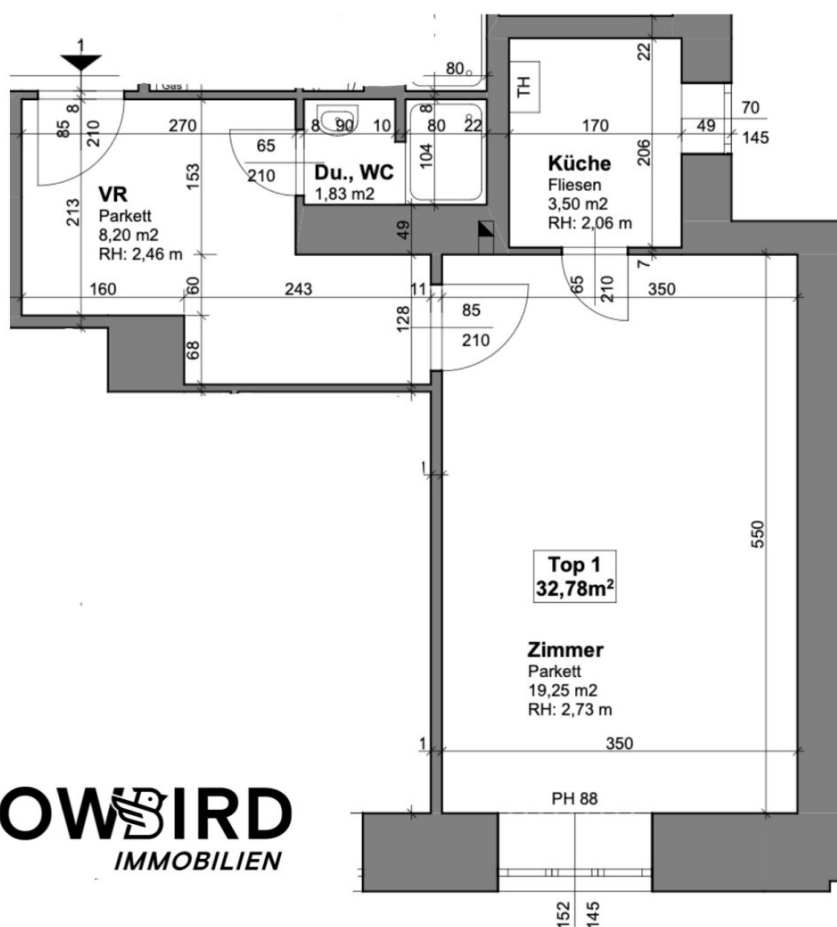 1
Gas
80
22
TH
70
145
49
85
210
8
270
65
210
8
90
10
80
22
8
104
170
206
Du., WC
1,83 m2
Küche
Fliesen
3,50 m2
RH: 2,06 m
VR
Parkett
8,20 m2
RH: 2,46 m
213
153
49
7
160
60
243
11
85
210
65
210
350
68
128
550
Top 1
32,78m²
Zimmer
Parkett
19,25 m2
RH: 2,73 m
1
350
PH 88
OWBIRD
IMMOBILIEN
152
145